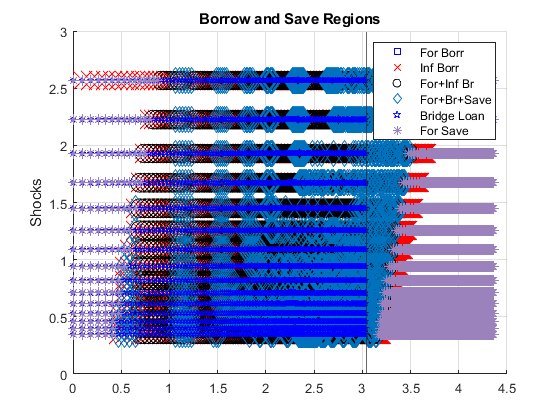 Borrow and Save Regions
3
2.5
2
1.5
1
0.5
0
Shocks
For Borr
Inf Borr
For+Inf Br
For+Br+Save
Bridge Loan
For Save
0 0.5 1 1.5 2 2.5 3 3.5 4 4.5